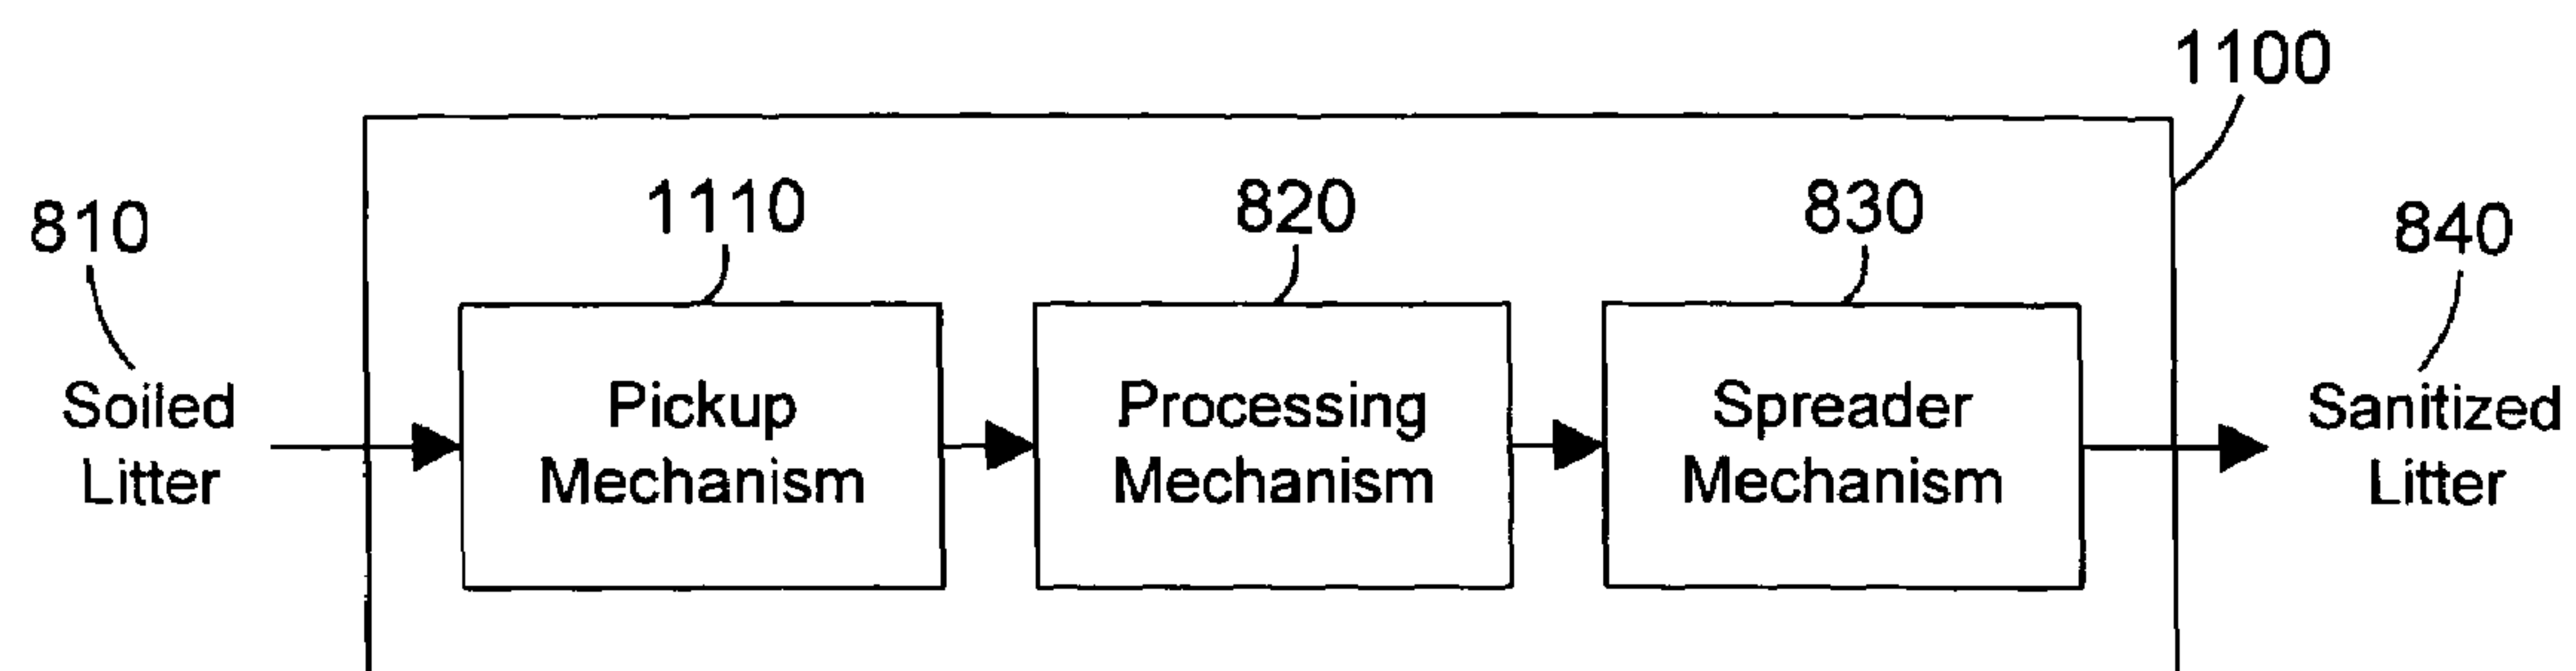 1100
810
1110
820
830
840
Soiled
Litter
Pickup
Mechanism
Processing
Mechanism
Spreader
Mechanism
Sanitized
Litter